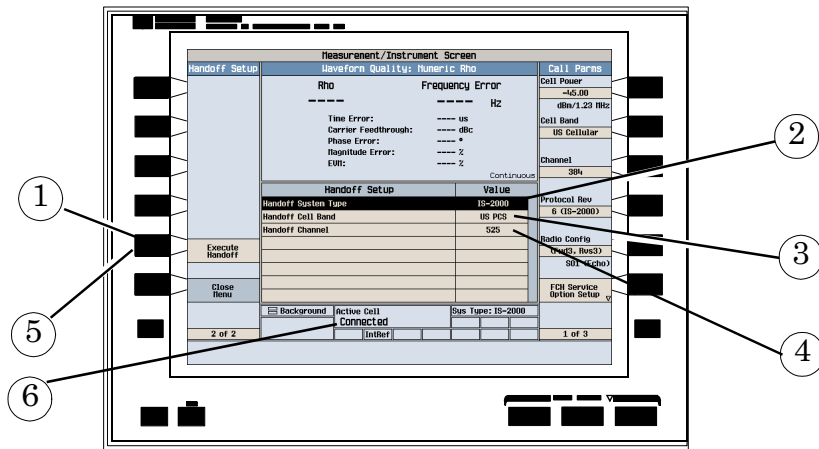 Measurement/Instrument Screen
Handoff Setup
Waveform Quality: Numeric Rho
Call Parms
Rho
Frequency Error
----
---- Hz
Time Error: ---- us
Carrier Feedthrough: ---- dBc
Phase Error: ---- °
Magnitude Error: ---- %
EVM: ---- %
Continuous
Cell Power
-45.00
dBm/1.23 MHz
Cell Band
US Cellular
Channel
384
Protocol Rev
6 (IS-2000)
Radio Config
(Fwd3, Rvs3)
SO1 (Echo)
FCH Service
Option Setup
Handoff Setup Value
Handoff System Type IS-2000
Handoff Cell Band US PCS
Handoff Channel 525
Execute
Handoff
Close
Menu
2 of 2
Background
Active Cell
Connected
Sys Type: IS-2000
IntRef
1 of 3
1
5
6
2
3
4